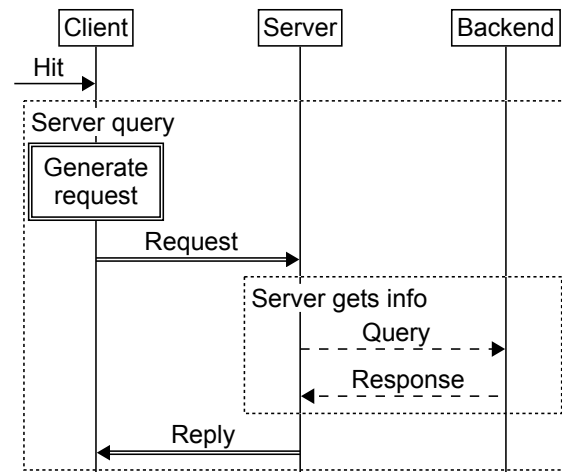 Client
Server
Backend
Hit
Server query
Generate
request
Request
Server gets info
Query
Response
Reply